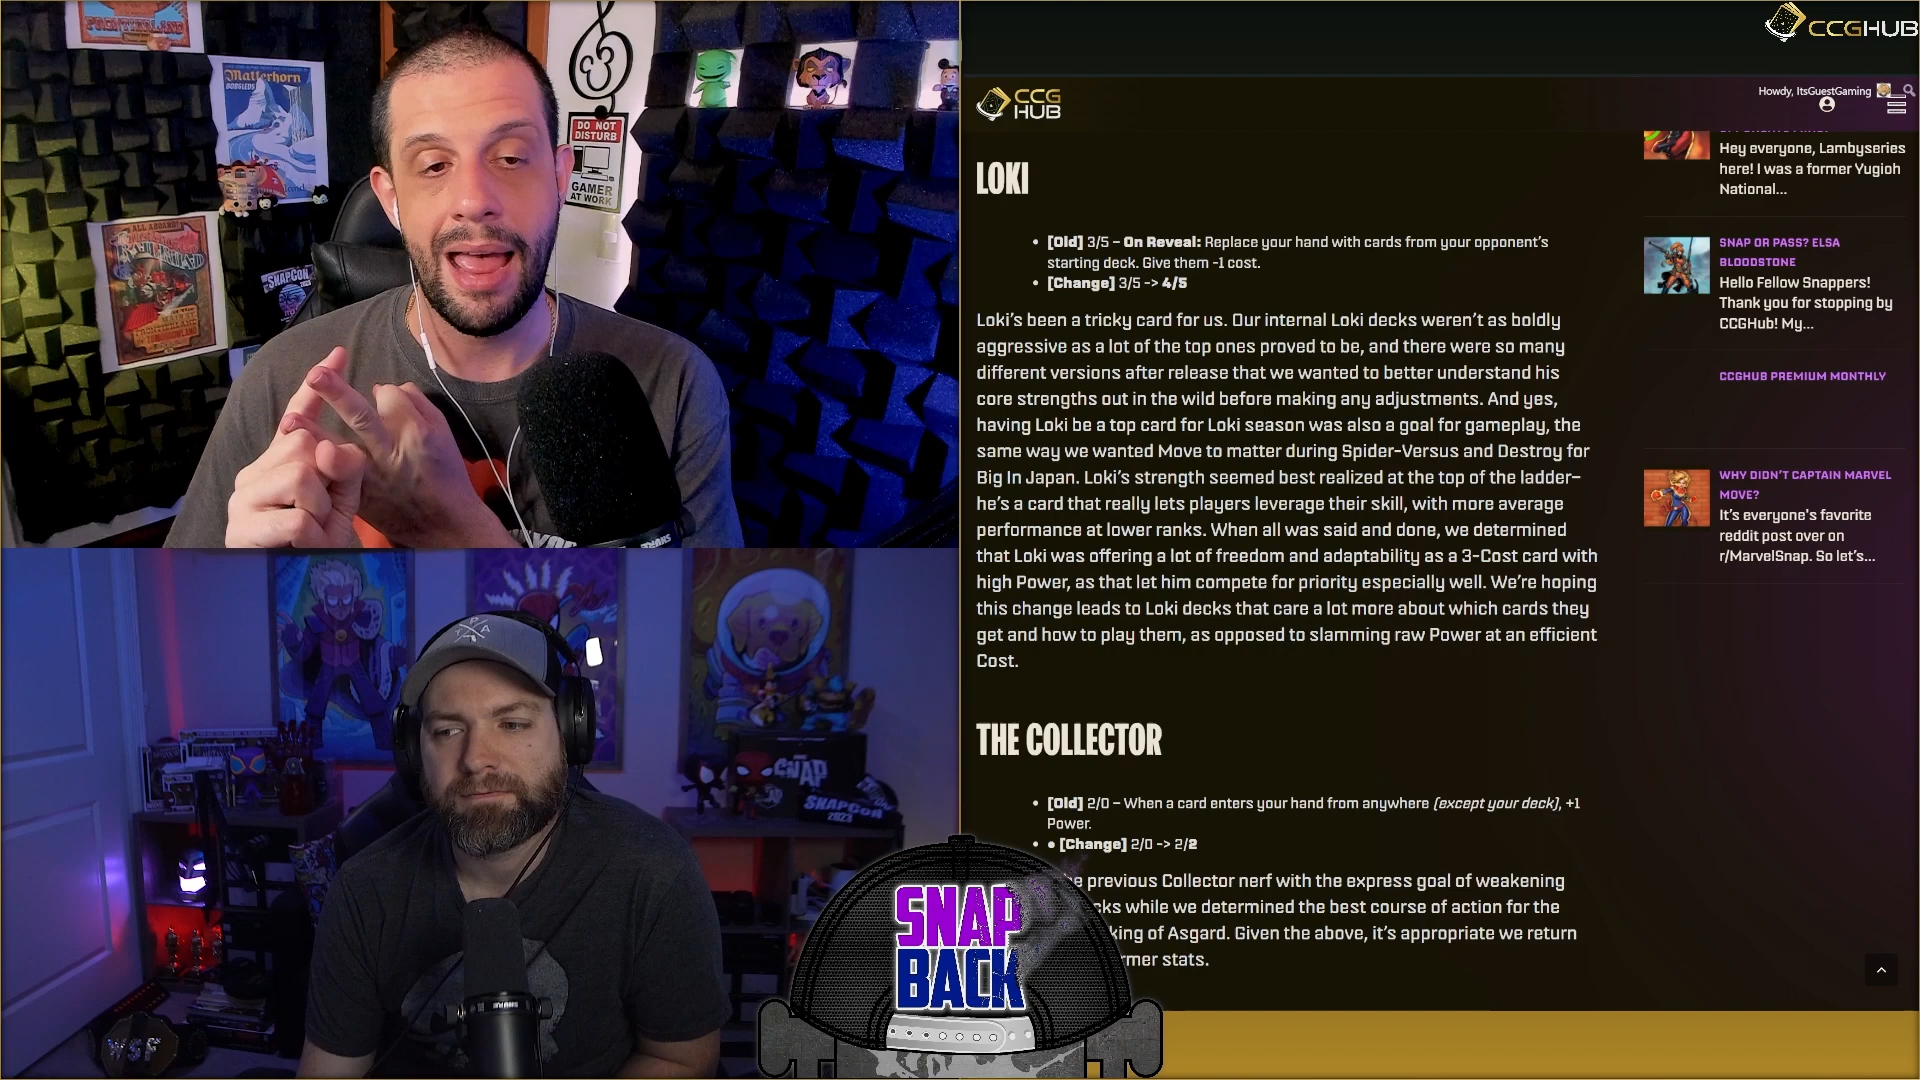 CCGHUB
CCG
HUB
Howdy, ItsGuestGaming
Matterhorn
BOBSLEDS
DO NOT
DISTURB
GAMER
AT WORK
ALL ABOARD!
SNAPCON
LOKI
• [Old] 3/5 – On Reveal: Replace your hand with cards from your opponent's
starting deck. Give them -1 cost.
• [Change] 3/5 -> 4/5
Loki's been a tricky card for us. Our internal Loki decks weren't as boldly
aggressive as a lot of the top ones proved to be, and there were so many
different versions after release that we wanted to better understand his
core strengths out in the wild before making any adjustments. And yes,
having Loki be a top card for Loki season was also a goal for gameplay, the
same way we wanted Move to matter during Spider-Versus and Destroy for
Big In Japan. Loki's strength seemed best realized at the top of the ladder–
he's a card that really lets players leverage their skill, with more average
performance at lower ranks. When all was said and done, we determined
that Loki was offering a lot of freedom and adaptability as a 3-Cost card with
high Power, as that let him compete for priority especially well. We're hoping
this change leads to Loki decks that care a lot more about which cards they
get and how to play them, as opposed to slamming raw Power at an efficient
Cost.
THE COLLECTOR
• [Old] 2/0 – When a card enters your hand from anywhere (except your deck), +1
Power.
• ● [Change] 2/0 -> 2/2
previous Collector nerf with the express goal of weakening
while we determined the best course of action for the
king of Asgard. Given the above, it's appropriate we return
stats.
Hey everyone, Lambyseries
here! I was a former Yugioh
National...
SNAP OR PASS? ELSA
BLOODSTONE
Hello Fellow Snappers!
Thank you for stopping by
CCGHub! My...
CCGHUB PREMIUM MONTHLY
WHY DIDN'T CAPTAIN MARVEL
MOVE?
It's everyone's favorite
reddit post over on
r/MarvelSnap. So let's...
SNAP
SNAPCON
2023
WSF
SHURE
SNAP
BACK